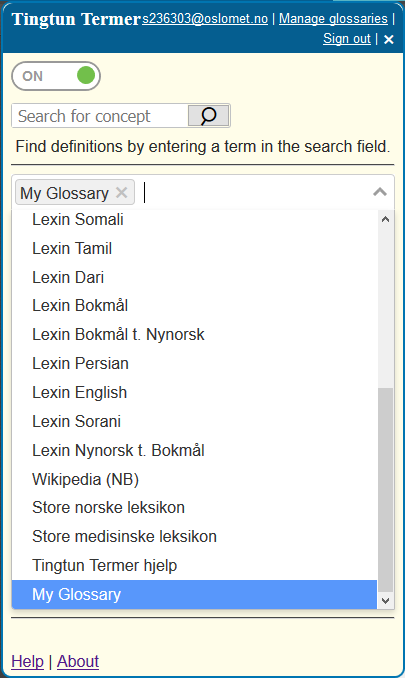 Tingtun Termer s236303@oslomet.no | Manage glossaries |
Sign out | ×
ON
Search for concept
Find definitions by entering a term in the search field.
My Glossary ×
Lexin Somali
Lexin Tamil
Lexin Dari
Lexin Bokmål
Lexin Bokmål t. Nynorsk
Lexin Persian
Lexin English
Lexin Sorani
Lexin Nynorsk t. Bokmål
Wikipedia (NB)
Store norske leksikon
Store medisinske leksikon
Tingtun Termer hjelp
My Glossary
Help | About